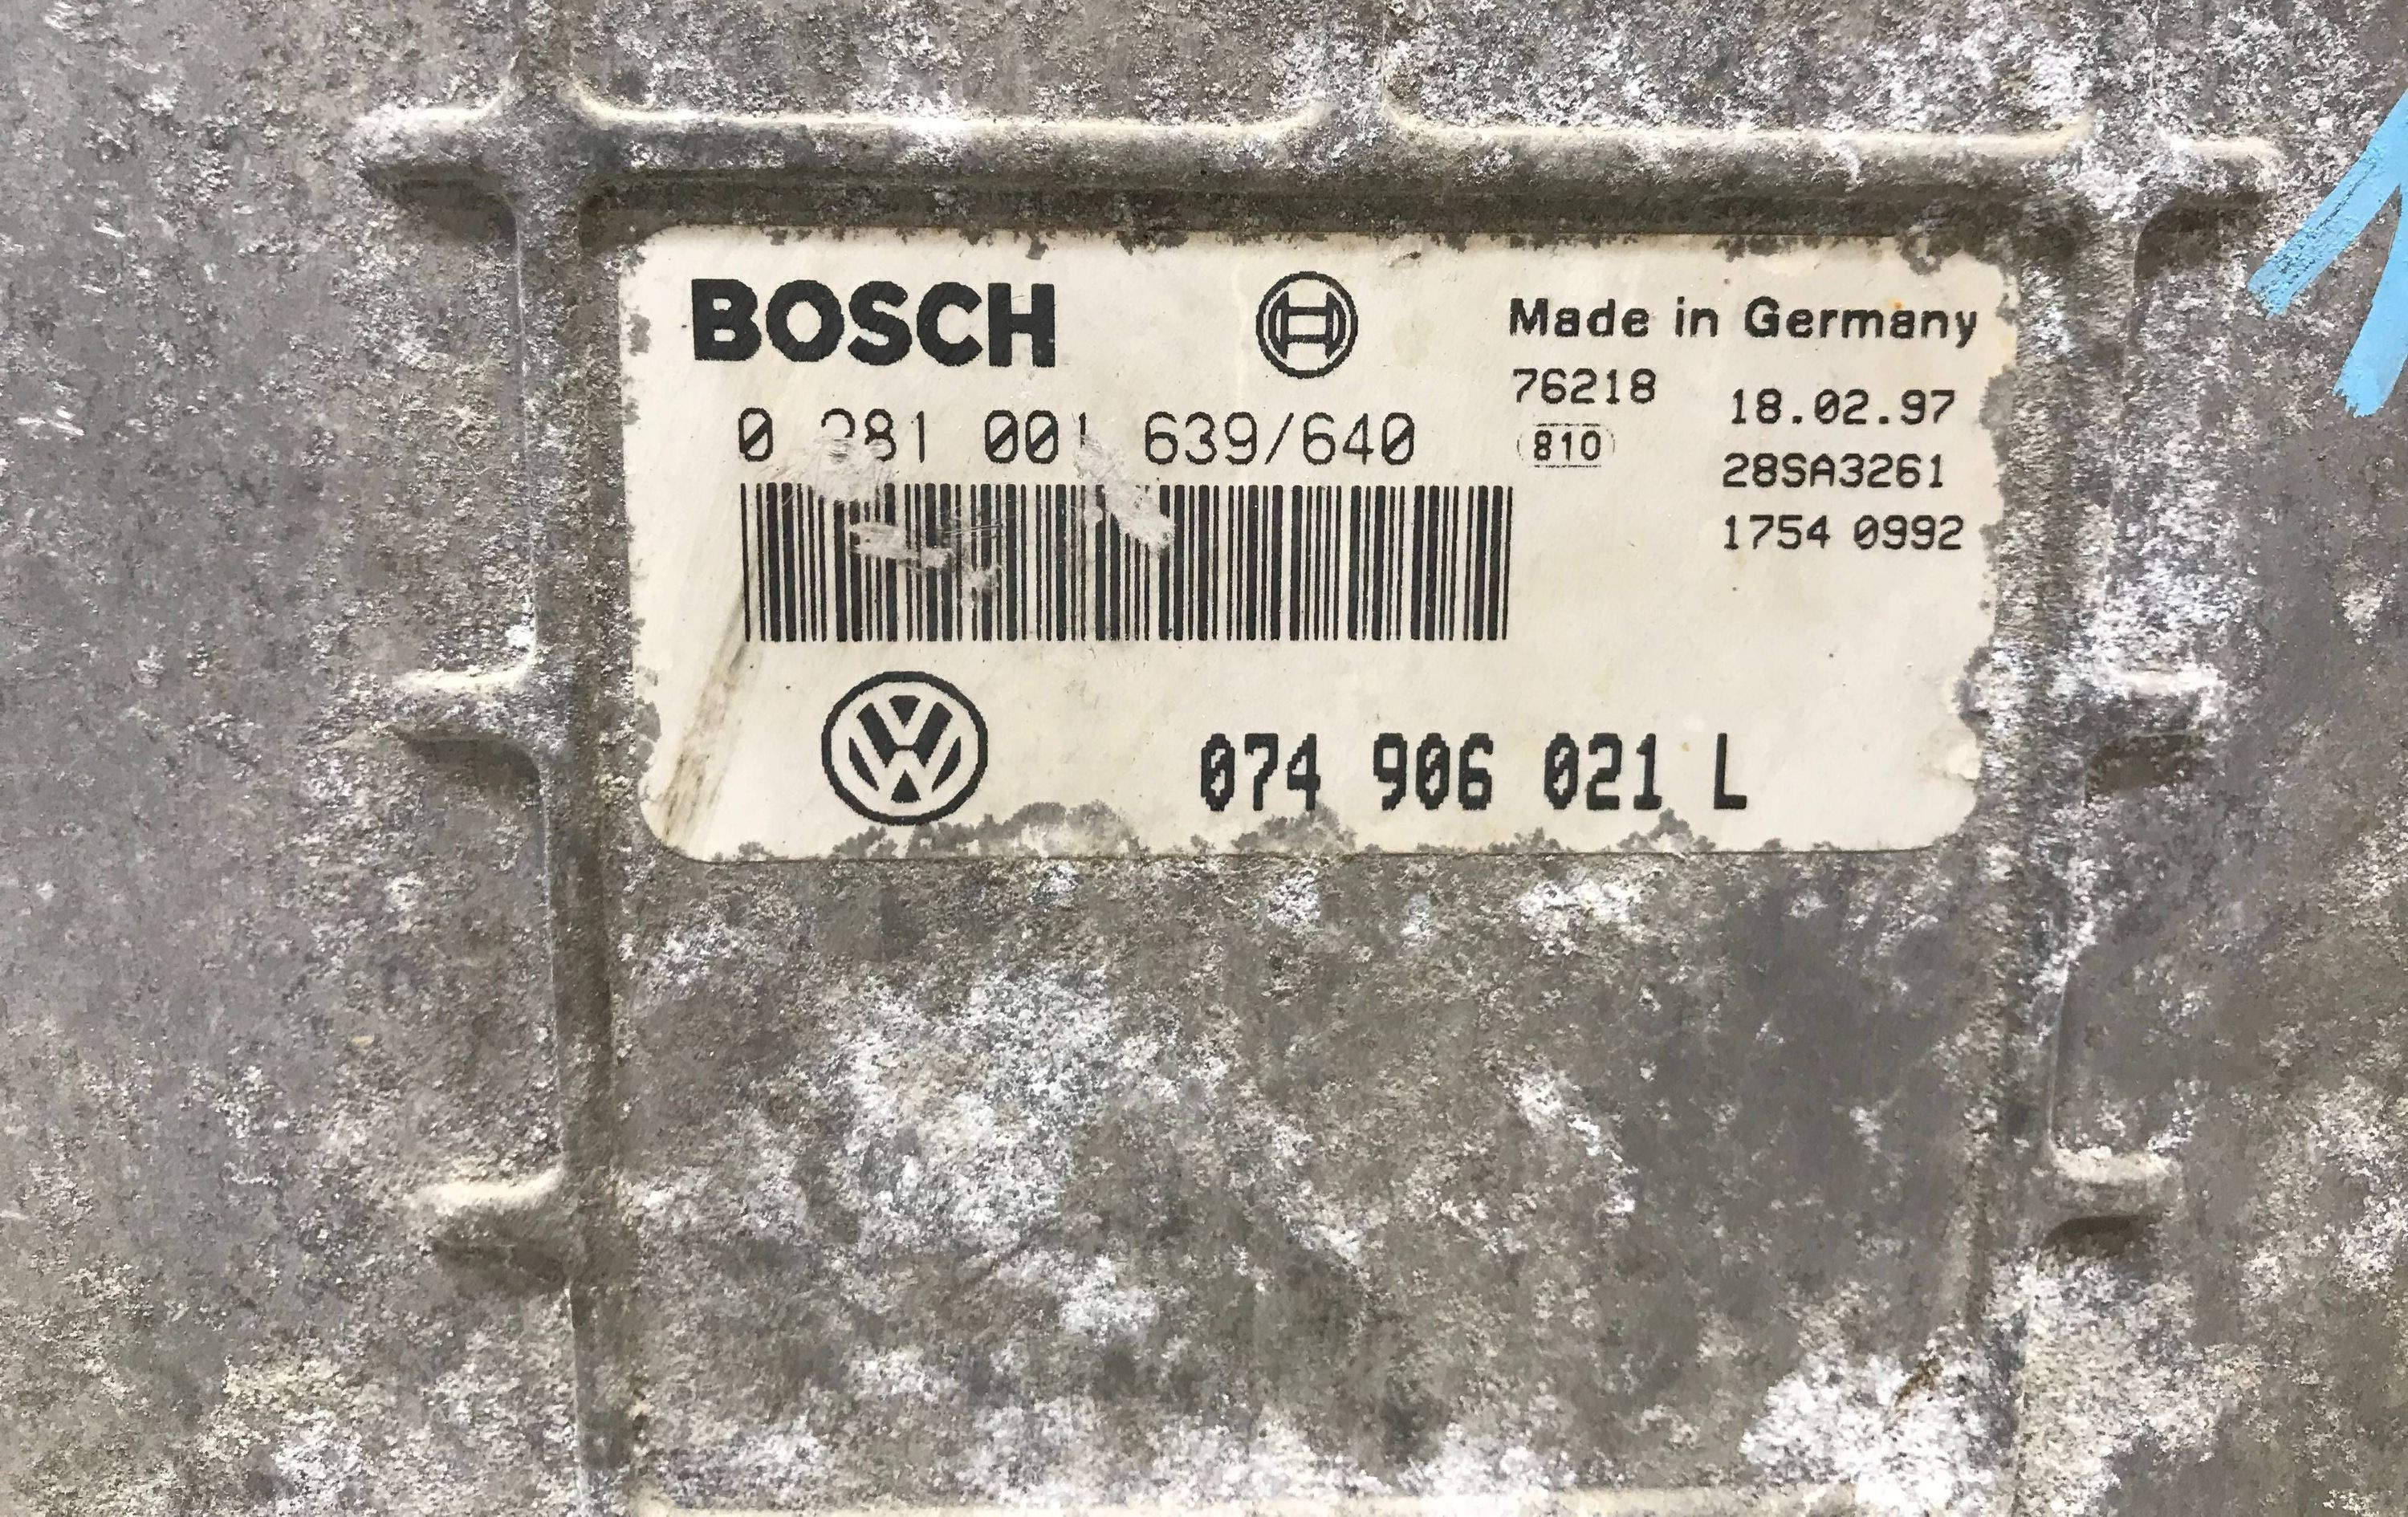 BOSCH
Made in Germany
76218
18.02.97
0 281 001 639/640
810
28SA3261
1754 0992
VW
074 906 021 L